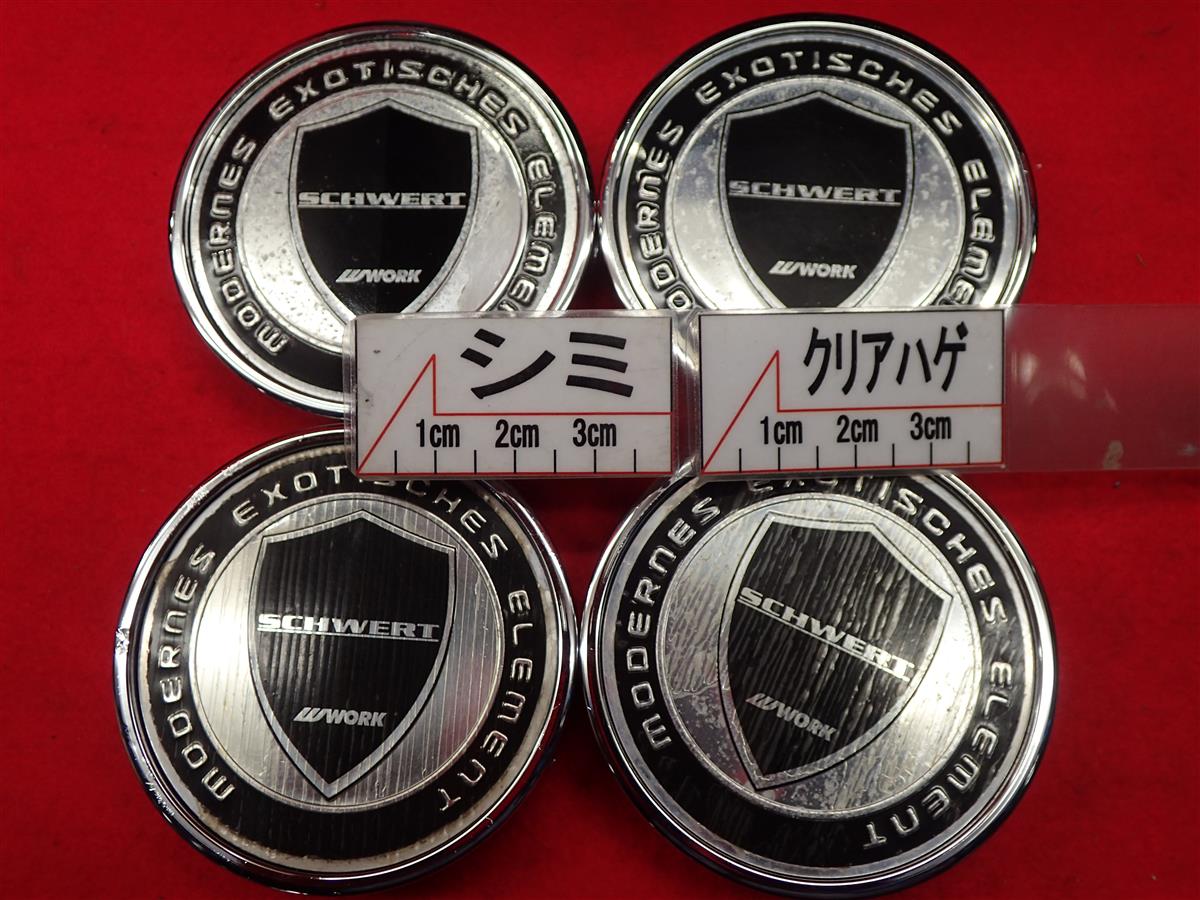 MODERNES EXOTISCHES ELEMENT
SCHWERT
WORK
MODERNES EXOTISCHES ELEMENT
SCHWERT
WORK
シミ
1cm 2cm 3cm
クリアハゲ
1cm 2cm 3cm
MODERNES EXOTISCHES ELEMENT
SCHWERT
WORK
MODERNES EXOTISCHES ELEMENT
SCHWERT
WORK